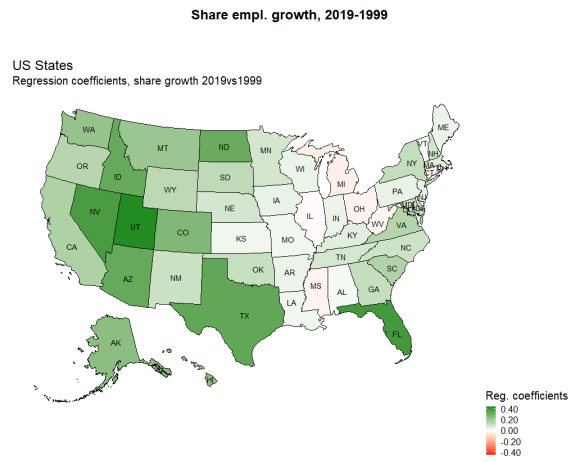 Share empl. growth, 2019-1999
US States
Regression coefficients, share growth 2019vs1999
WA
MT
ND
MN
ME
VT
NH
OR
ID
SD
WI
NY
MA
CT
WY
MI
IA
PA
NE
NV
UT
CO
IL
IN
OH
WV
VA
CA
KS
MO
KY
NC
TN
AZ
NM
OK
AR
SC
MS
AL
GA
TX
LA
FL
AK
HI
Reg. coefficients
0.40
0.20
0.00
-0.20
-0.40